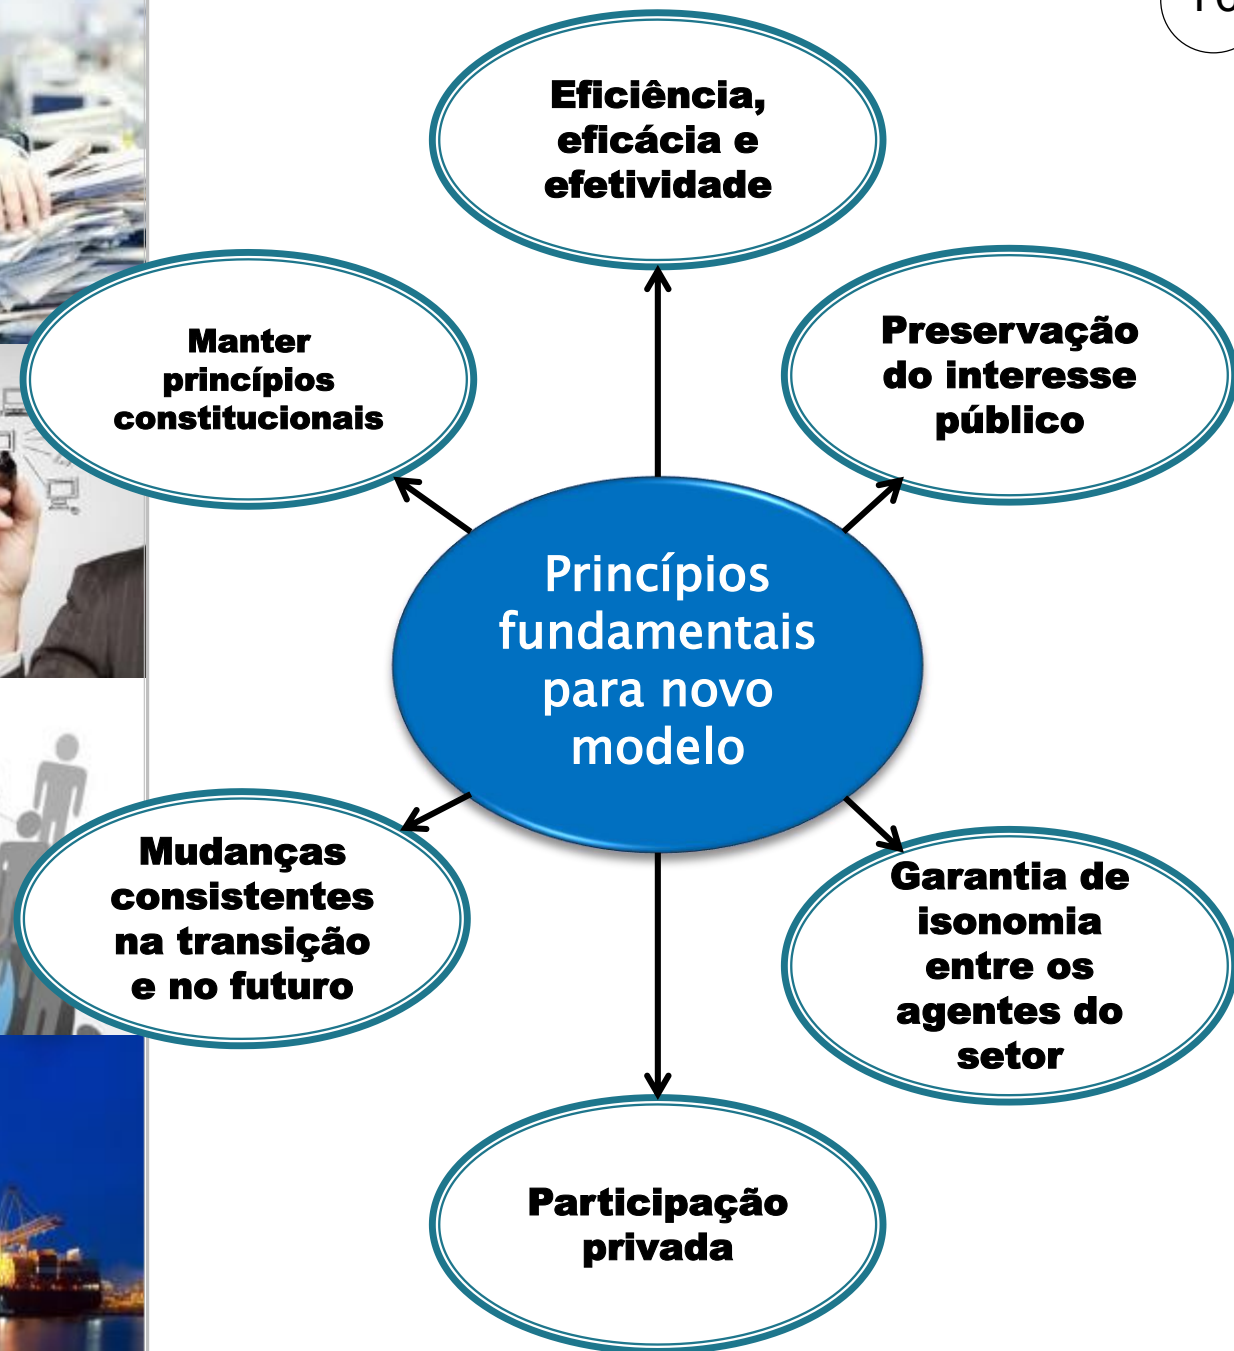 Eficiência,
eficácia e
efetividade
Manter
princípios
constitucionais
Preservação
do interesse
público
Princípios
fundamentais
para novo
modelo
Mudanças
consistentes
na transição
e no futuro
Garantia de
isonomia
entre os
agentes do
setor
Participação
privada